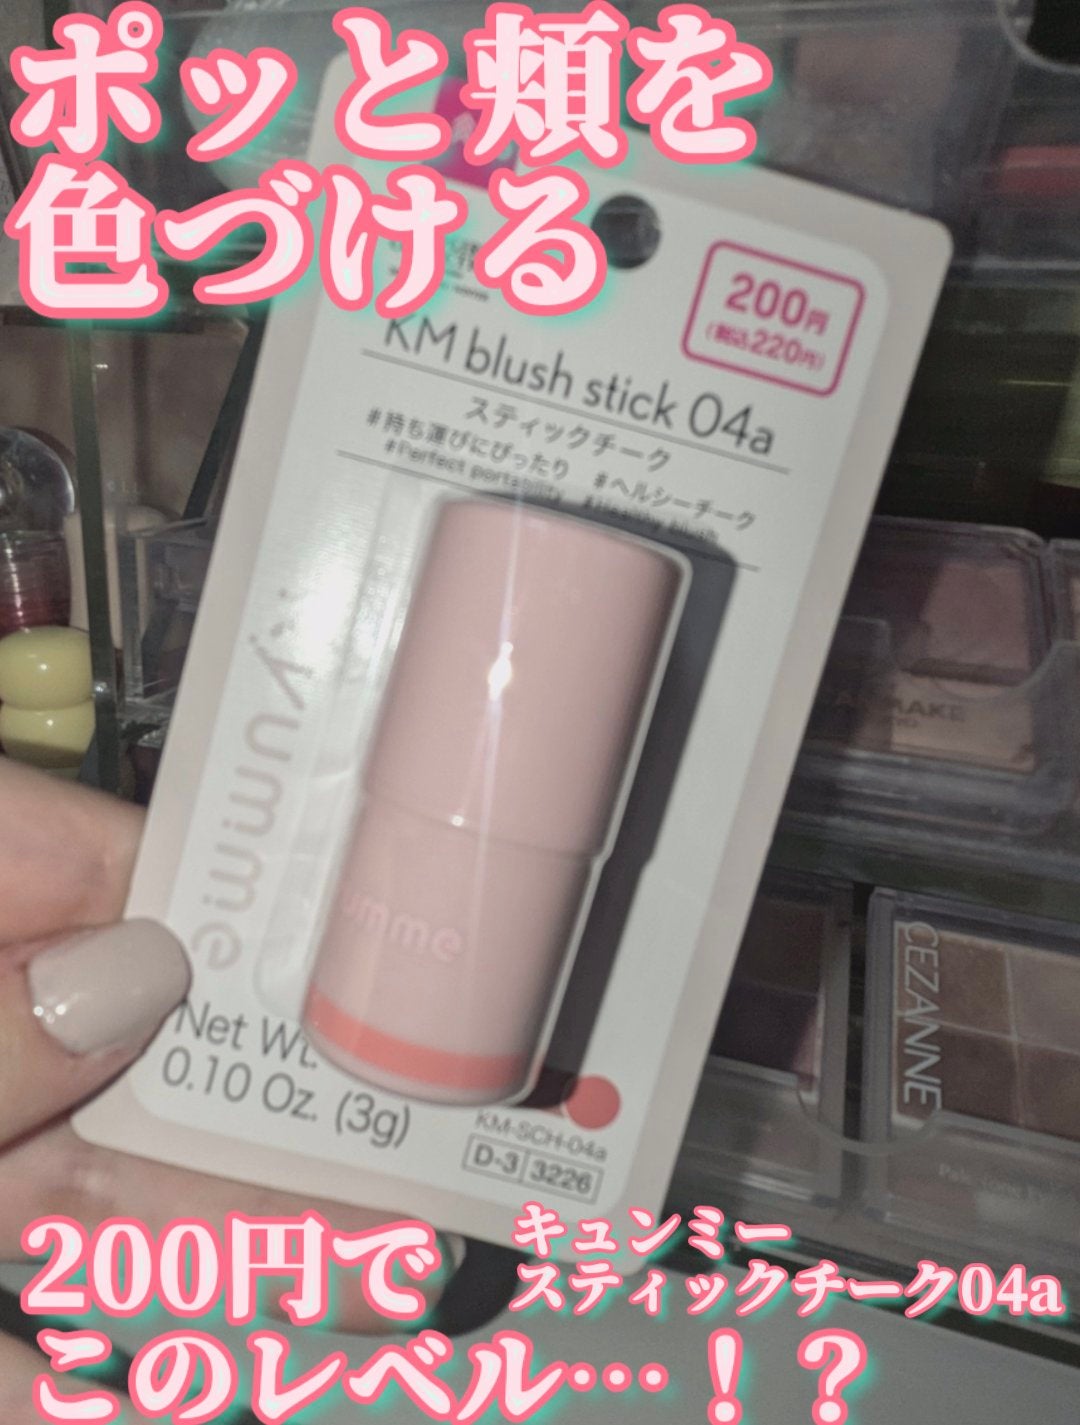 ポッと頬を
色づける
200円
(税込220円)
KM blush stick 04a
スティックチーク
#持ち運びにぴったり #ヘルシーチーク
#Perfect portability #Healthy blush
Kyumme
umme
Net Wt.
0.10 Oz. (3g)
KM-SCH-04a
D-3 3226
CEZANNE
キュンミー
スティックチーク04a
200円で
このレベル…！？